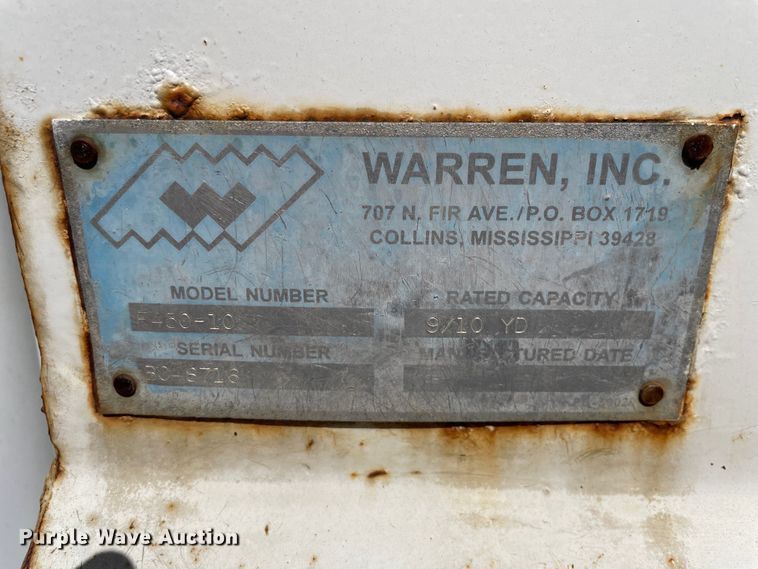 WARREN, INC.
707 N. FIR AVE./P.O. BOX 1719
COLLINS, MISSISSIPPI 39428
MODEL NUMBER
RATED CAPACITY
9/10 YD
SERIAL NUMBER
MANUFACTURED DATE
Purple Wave Auction